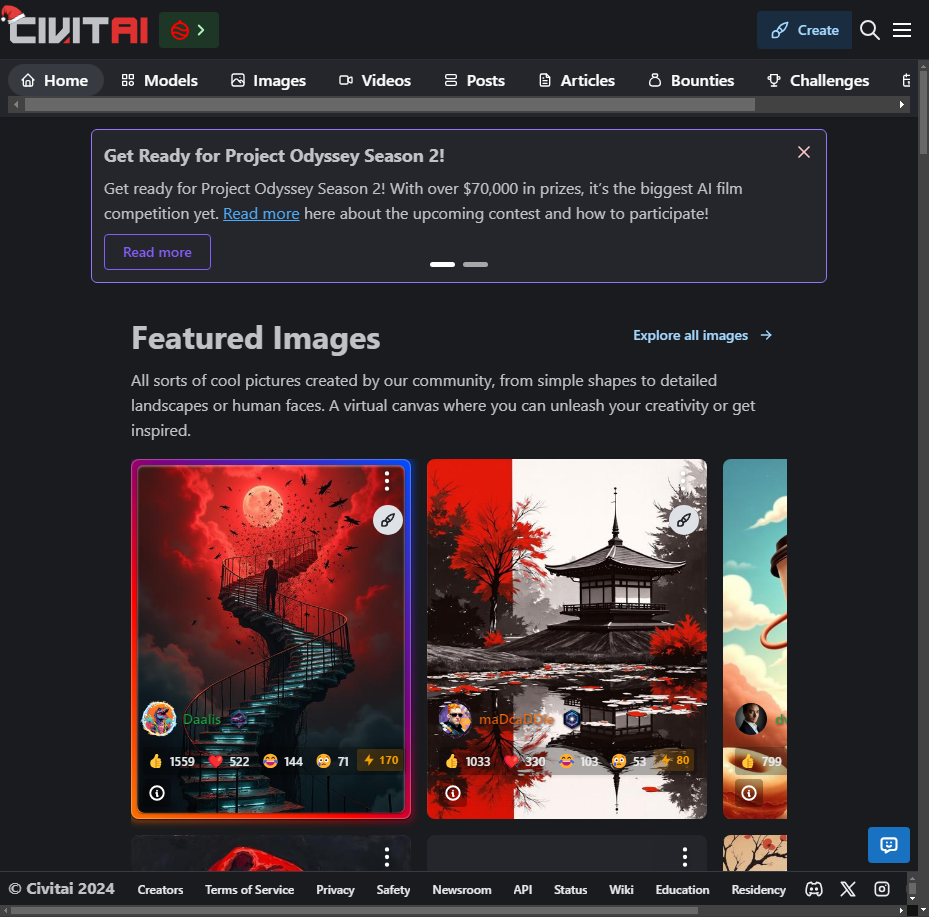 CIVITAI
Create
Home Models Images Videos Posts Articles Bounties Challenges
Get Ready for Project Odyssey Season 2!
Get ready for Project Odyssey Season 2! With over $70,000 in prizes, it's the biggest AI film
competition yet. Read more here about the upcoming contest and how to participate!
Read more
Featured Images
Explore all images
All sorts of cool pictures created by our community, from simple shapes to detailed
landscapes or human faces. A virtual canvas where you can unleash your creativity or get
inspired.
Daalis
maDcaDDie
1559 522 144 71 170
1033 330 103 53 80
799
© Civitai 2024 Creators Terms of Service Privacy Safety Newsroom API Status Wiki Education Residency